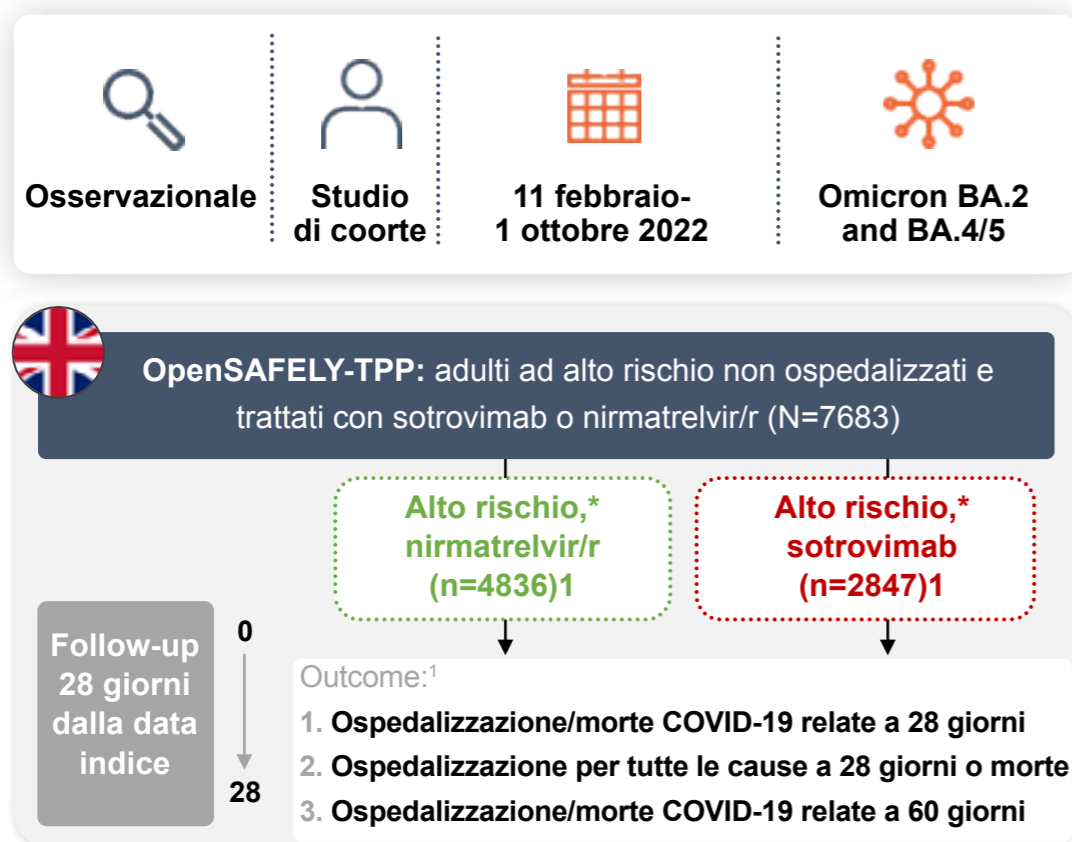 Osservazionale
Studio
di coorte
11 febbraio-
1 ottobre 2022
Omicron BA.2
and BA.4/5
OpenSAFELY-TPP: adulti ad alto rischio non ospedalizzati e
trattati con sotrovimab o nirmatrelvir/r (N=7683)
Alto rischio,*
nirmatrelvir/r
(n=4836)1
Alto rischio,*
sotrovimab
(n=2847)1
Follow-up
28 giorni
dalla data
indice
0
28
Outcome:¹
1. Ospedalizzazione/morte COVID-19 relate a 28 giorni
2. Ospedalizzazione per tutte le cause a 28 giorni o morte
3. Ospedalizzazione/morte COVID-19 relate a 60 giorni